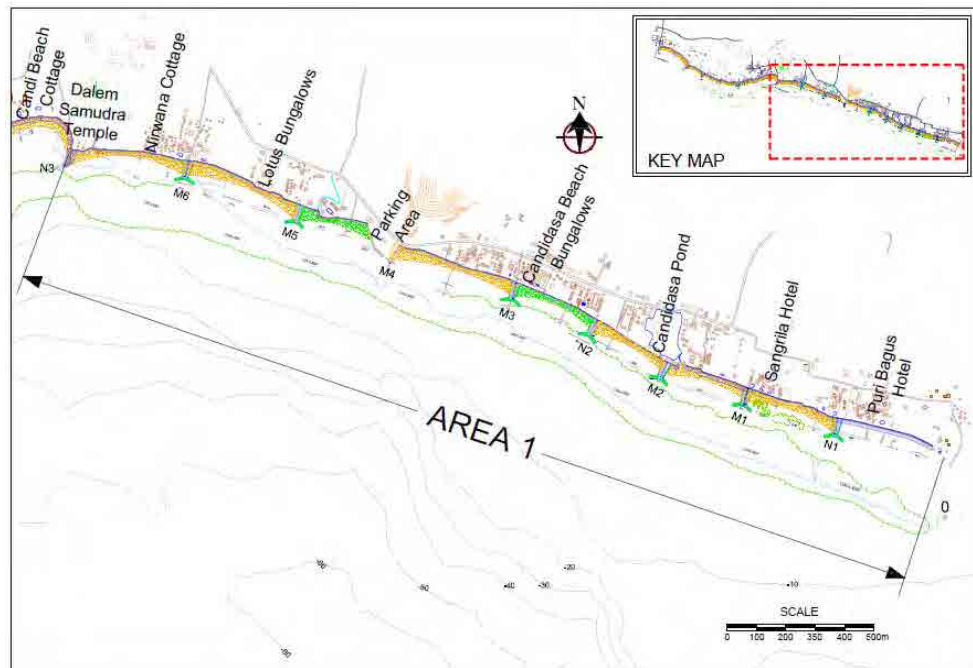 Candi Beach
Cottage
Dalem
Samudra
Temple
Nirwana Cottage
Lotus Bungalows
Parking
Area
Candidasa Beach
Bungalows
Candidasa Pond
Sangrila Hotel
Puri Bagus
Hotel
N
KEY MAP
N3
M6
M5
M4
M3
"N2
M2
M1
N1
AREA 1
0
-20
-10
-30
-40
-50
SCALE
0 100 200 350 400 500m